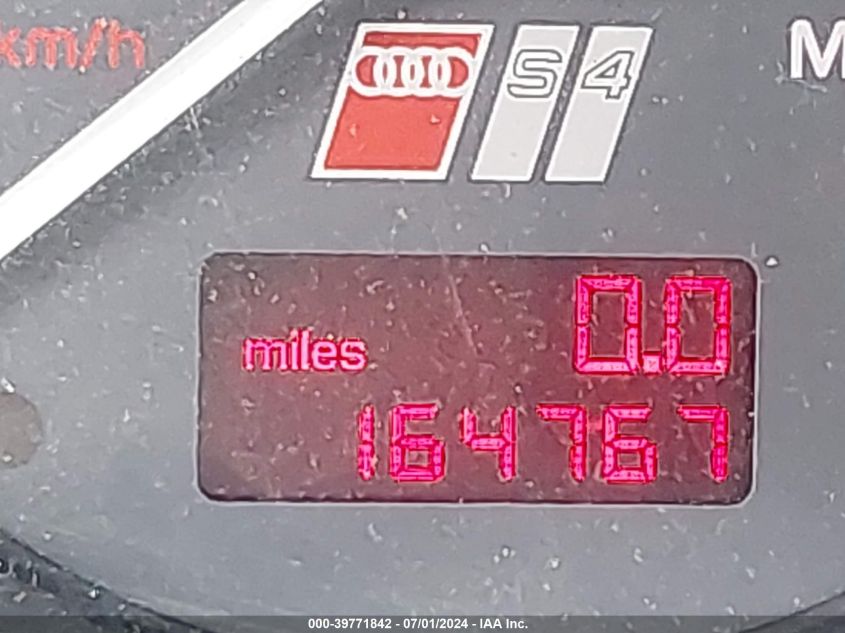 km/h
S4
M
0.0
miles
164767
000-39771842 - 07/01/2024 - IAA Inc.